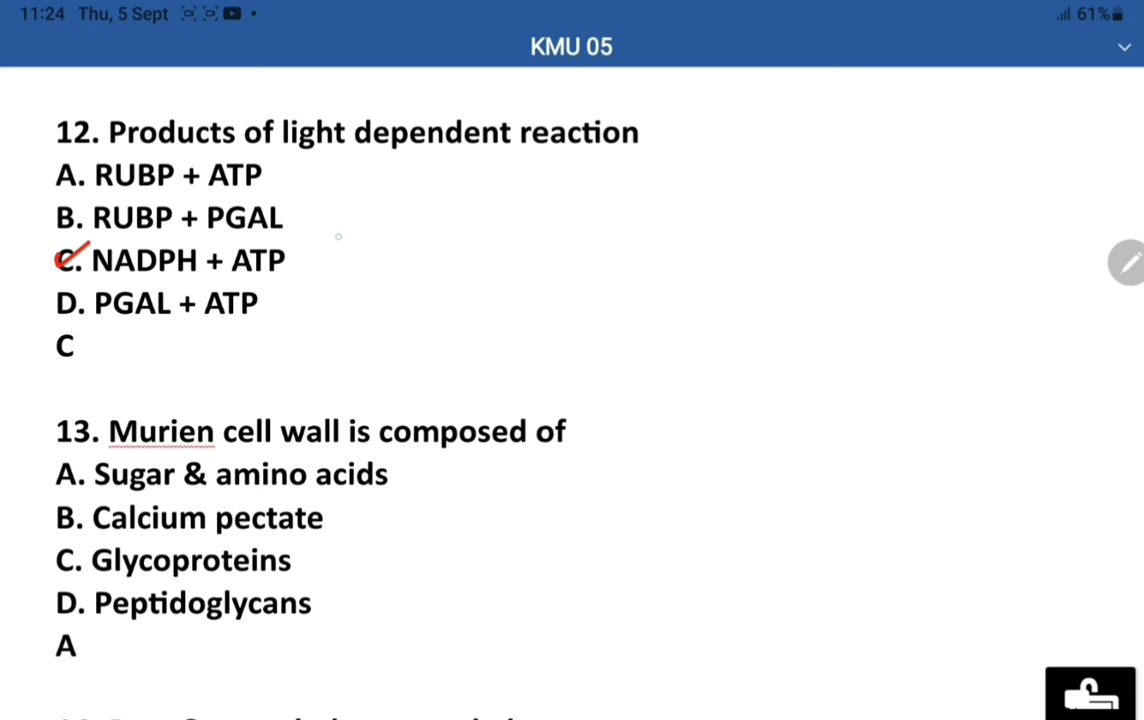 11:24 Thu, 5 Sept
61%
KMU 05
12. Products of light dependent reaction
A. RUBP + ATP
B. RUBP + PGAL
C. NADPH + ATP
D. PGAL + ATP
C
13. Murien cell wall is composed of
A. Sugar & amino acids
B. Calcium pectate
C. Glycoproteins
D. Peptidoglycans
A